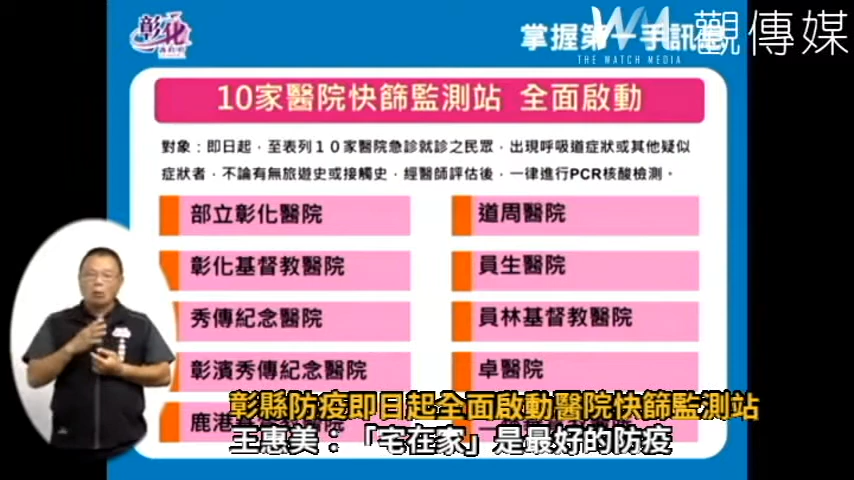 彰化
掌握第一手訊息
WM 觀傳媒
THE WATCH MEDIA
10家醫院快篩監測站 全面啟動
對象：即日起，至表列１０家醫院急診就診之民眾，出現呼吸道症狀或其他疑似
症狀者，不論有無旅遊史或接觸史，經醫師評估後，一律進行PCR核酸檢測。
部立彰化醫院
道周醫院
彰化基督教醫院
員生醫院
秀傳紀念醫院
員林基督教醫院
彰濱秀傳紀念醫院
卓醫院
鹿港基督教醫院
彰縣防疫即日起全面啟動醫院快篩監測站
王惠美：「宅在家」是最好的防疫